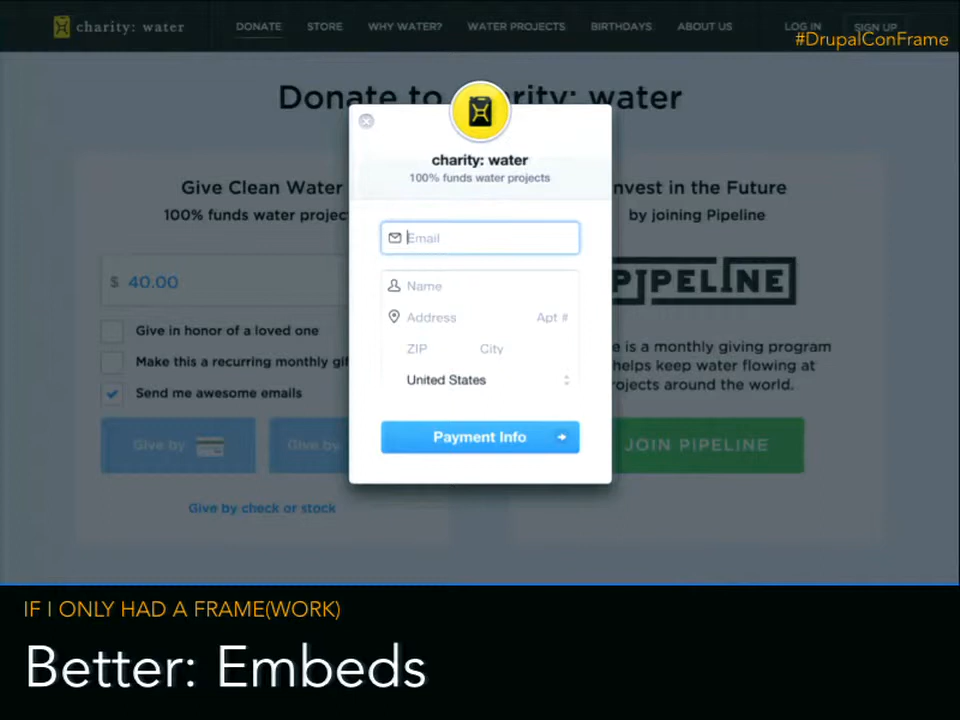 charity: water
DONATE STORE WHY WATER? WATER PROJECTS BIRTHDAYS ABOUT US LOG IN SIGN UP
#DrupalConFrame
Donate to rity: water
charity: water
100% funds water projects
Give Clean Water
100% funds water projec
$ 40.00
Give in honor of a loved one
Make this a recurring monthly gif
Send me awesome emails
Give by
Give by
Give by check or stock
Email
Name
Address Apt #
ZIP City
United States
Payment Info
nvest in the Future
by joining Pipeline
PIPELINE
e is a monthly giving program
helps keep water flowing at
ojects around the world.
JOIN PIPELINE
IF I ONLY HAD A FRAME(WORK)
Better: Embeds